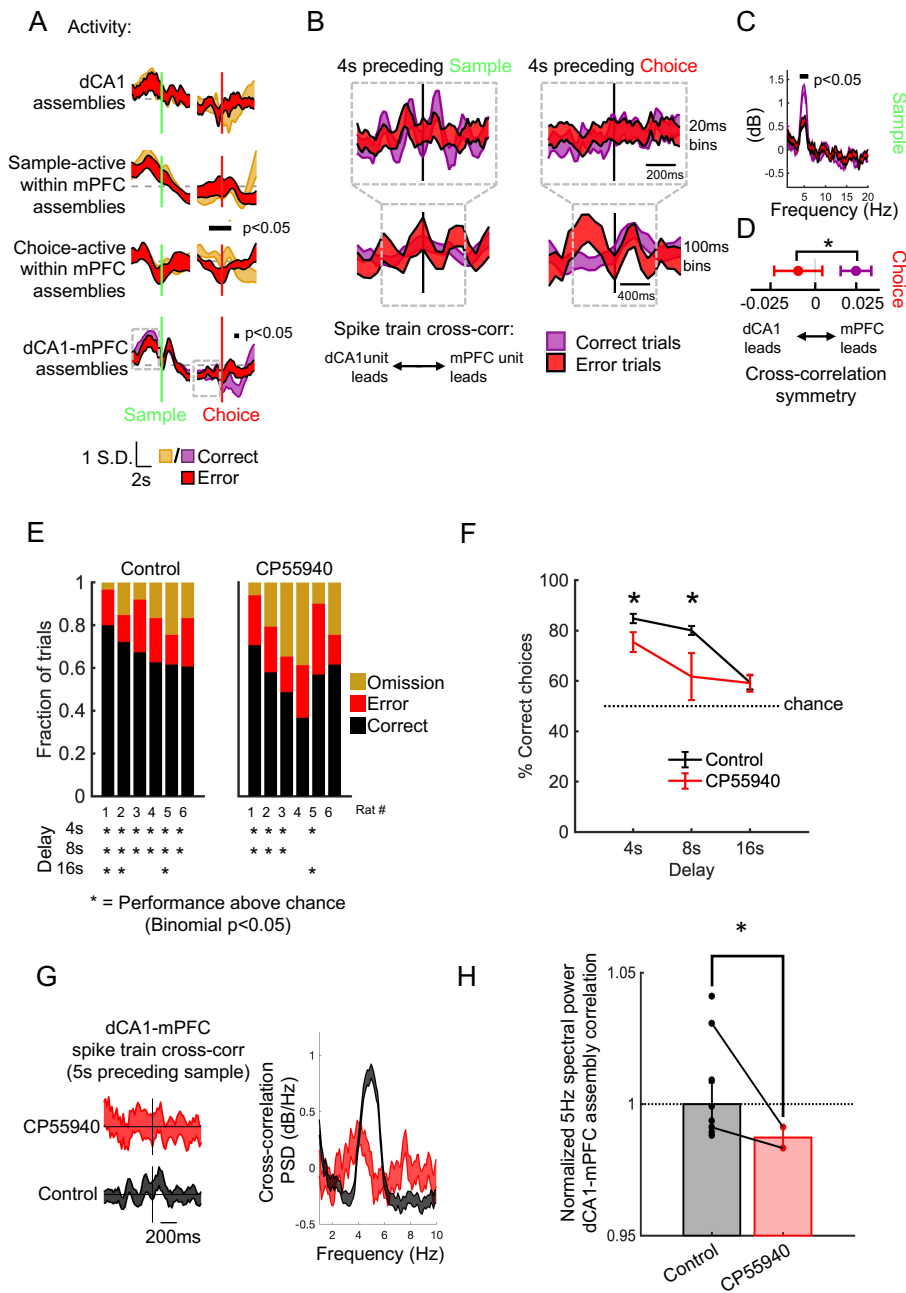 A Activity:
dCA1
assemblies
Sample-active
within mPFC
assemblies
p<0.05
Choice-active
within mPFC
assemblies
p<0.05
dCA1-mPFC
assemblies
Sample Choice
1 S.D.
2s
/ Correct
Error
B
4s preceding Sample
4s preceding Choice
20ms
bins
200ms
100ms
bins
400ms
Spike train cross-corr:
dCA1unit
leads
mPFC unit
leads
Correct trials
Error trials
C
p<0.05
1.5
1
0.5
0
-0.5
(dB)
5 10 15 20
Frequency (Hz)
Sample
D
*
-0.025 0 0.025
Choice
dCA1
leads
mPFC
leads
Cross-correlation
symmetry
E
Control CP55940
1
0.8
0.6
0.4
0.2
0
Fraction of trials
Omission
Error
Correct
1 2 3 4 5 6 1 2 3 4 5 6 Rat #
Delay
4s * * * * * * * * * *
8s * * * * * * * * *
16s * * * *
* = Performance above chance
(Binomial p<0.05)
F
100
80
60
40
20
0
% Correct choices
* *
chance
Control
CP55940
4s 8s 16s
Delay
G
dCA1-mPFC
spike train cross-corr
(5s preceding sample)
CP55940
Control
200ms
1
0.5
0
-0.5
Cross-correlation
PSD (dB/Hz)
2 4 6 8 10
Frequency (Hz)
H
*
1.05
1
0.95
Normalized 5Hz spectral power
dCA1-mPFC assembly correlation
Control
CP55940